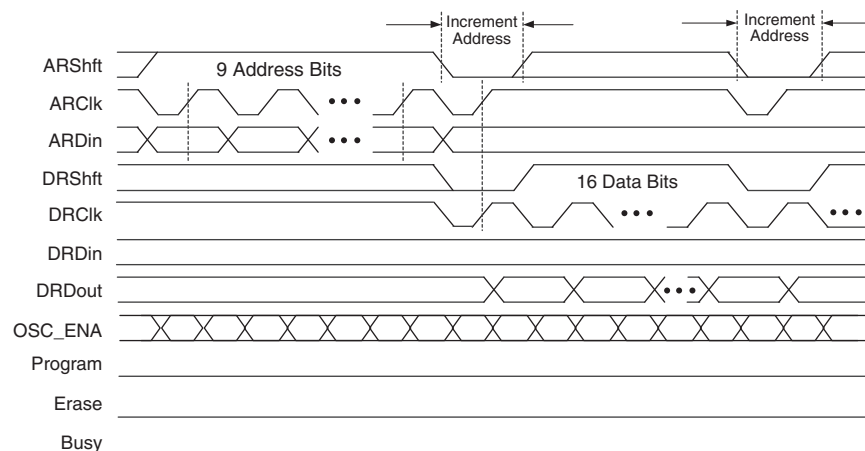 Increment
Address
Increment
Address
ARShft
9 Address Bits
ARClk
ARDin
DRShft
16 Data Bits
DRClk
DRDin
DRDout
OSC_ENA
Program
Erase
Busy